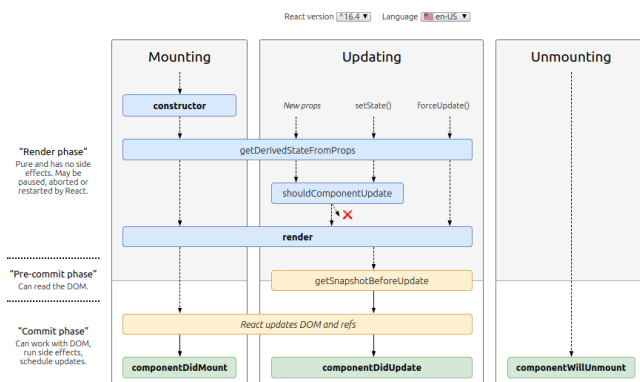 React version ^16.4 Language en-US
Mounting Updating Unmounting
constructor New props setState() forceUpdate()
"Render phase"
Pure and has no side
effects. May be
paused, aborted or
restarted by React.
getDerivedStateFromProps
shouldComponentUpdate
render
"Pre-commit phase"
Can read the DOM.
getSnapshotBeforeUpdate
"Commit phase"
Can work with DOM,
run side effects,
schedule updates.
React updates DOM and refs
componentDidMount componentDidUpdate componentWillUnmount